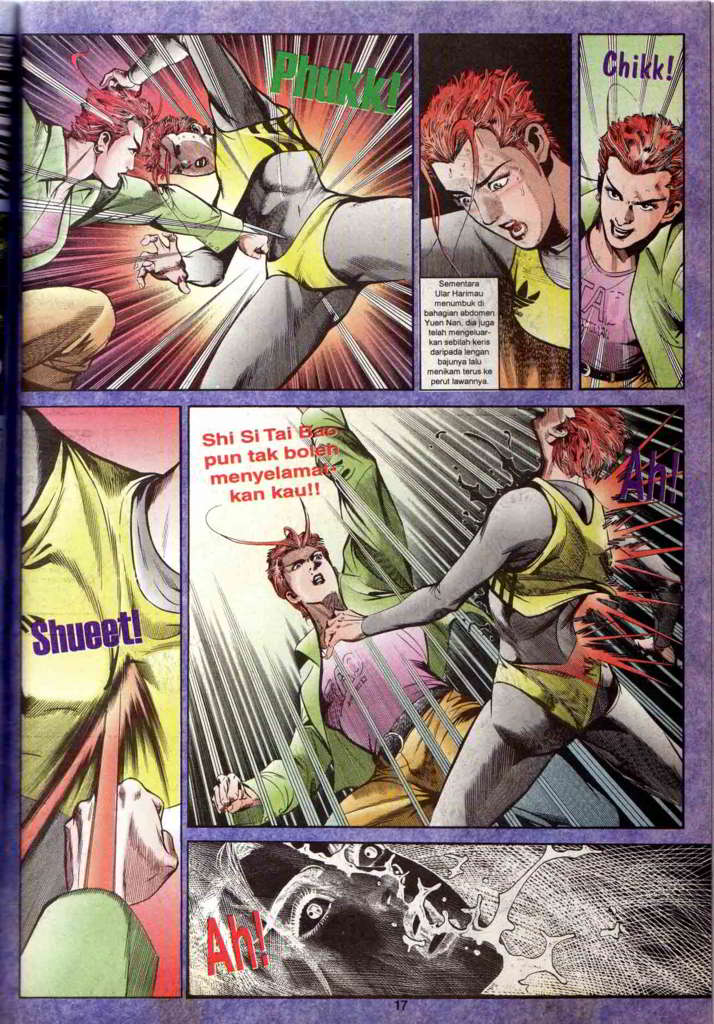 Phukk!
Sementara
Ular Harimau
menumbuk di
bahagian abdomen
Yuen Nan, dia juga
telah mengeluar-
kan sebilah keris
daripada lengan
bajunya lalu
menikam terus ke
perut lawannya.
Chikk!
Shueet!
Shi Si Tai Bao
pun tak boleh
menyelamat-
kan kau!!
Ah!
Ah!
17